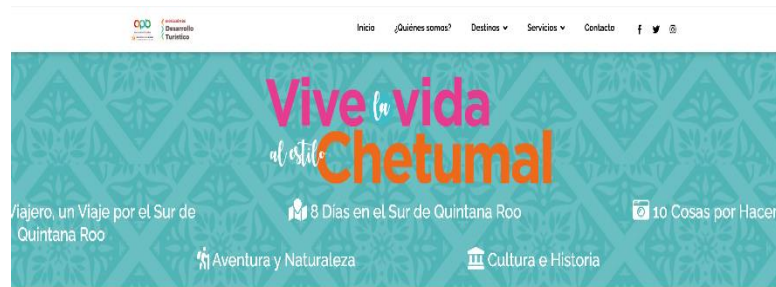 opb
Desarrollo
Turístico
Inicio ¿Quiénes somos? Destinos Servicios Contacto
Vive la vida
al estilo Chetumal
Viajero, un Viaje por el Sur de
Quintana Roo
8 Días en el Sur de Quintana Roo
10 Cosas por Hacer
Aventura y Naturaleza
Cultura e Historia